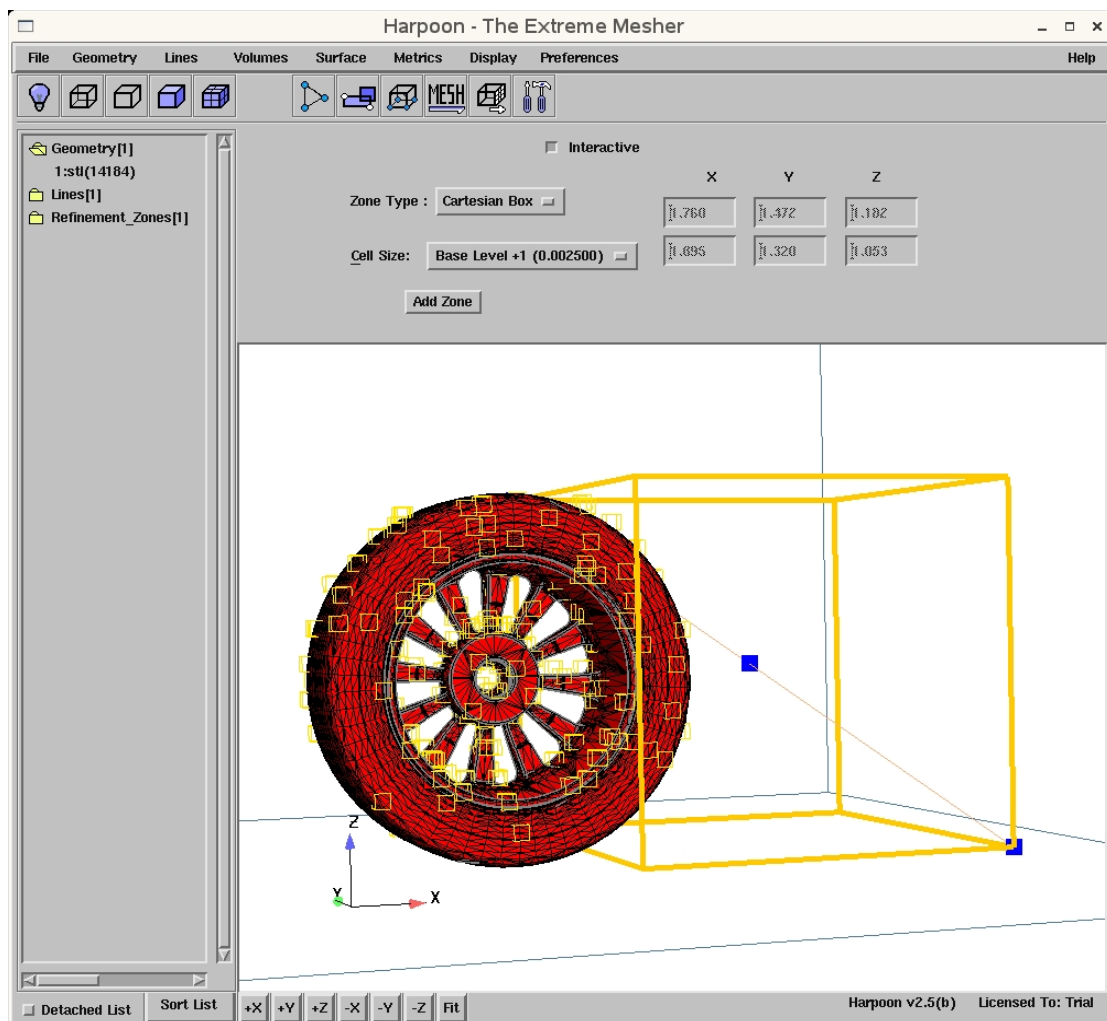 Harpoon - The Extreme Mesher
File Geometry Lines Volumes Surface Metrics Display Preferences Help
MESH
Geometry[1]
1:stl(14184)
Lines[1]
Refinement_Zones[1]
Interactive
X Y Z
Zone Type : Cartesian Box
1.760 1.472 1.182
Cell Size: Base Level +1 (0.002500)
1.695 1.320 1.053
Add Zone
Z
Y
X
Detached List Sort List +X +Y +Z -X -Y -Z Fit Harpoon v2.5(b) Licensed To: Trial